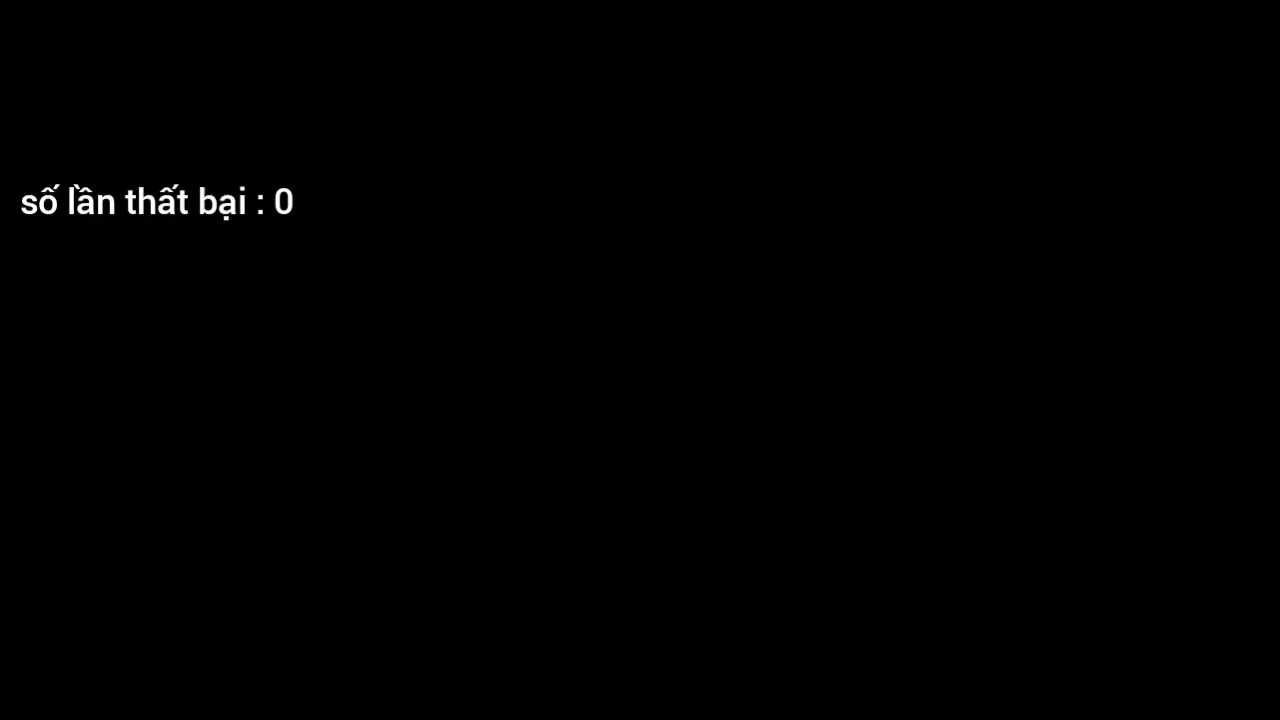 số lần thất bại : 0